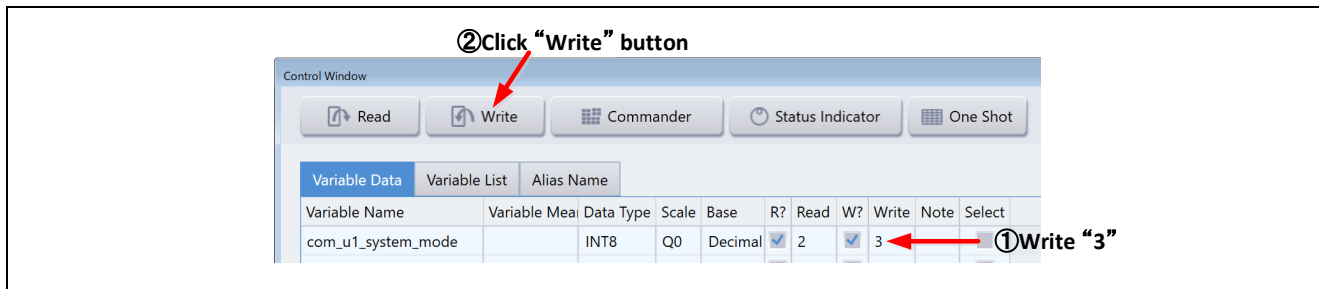 ②Click “Write” button
Control Window
Read Write Commander Status Indicator One Shot
Variable Data Variable List Alias Name
Variable Name Variable Mear Data Type Scale Base R? Read W? Write Note Select
com_u1_system_mode INT8 Q0 Decimal 2 3
①Write “3”